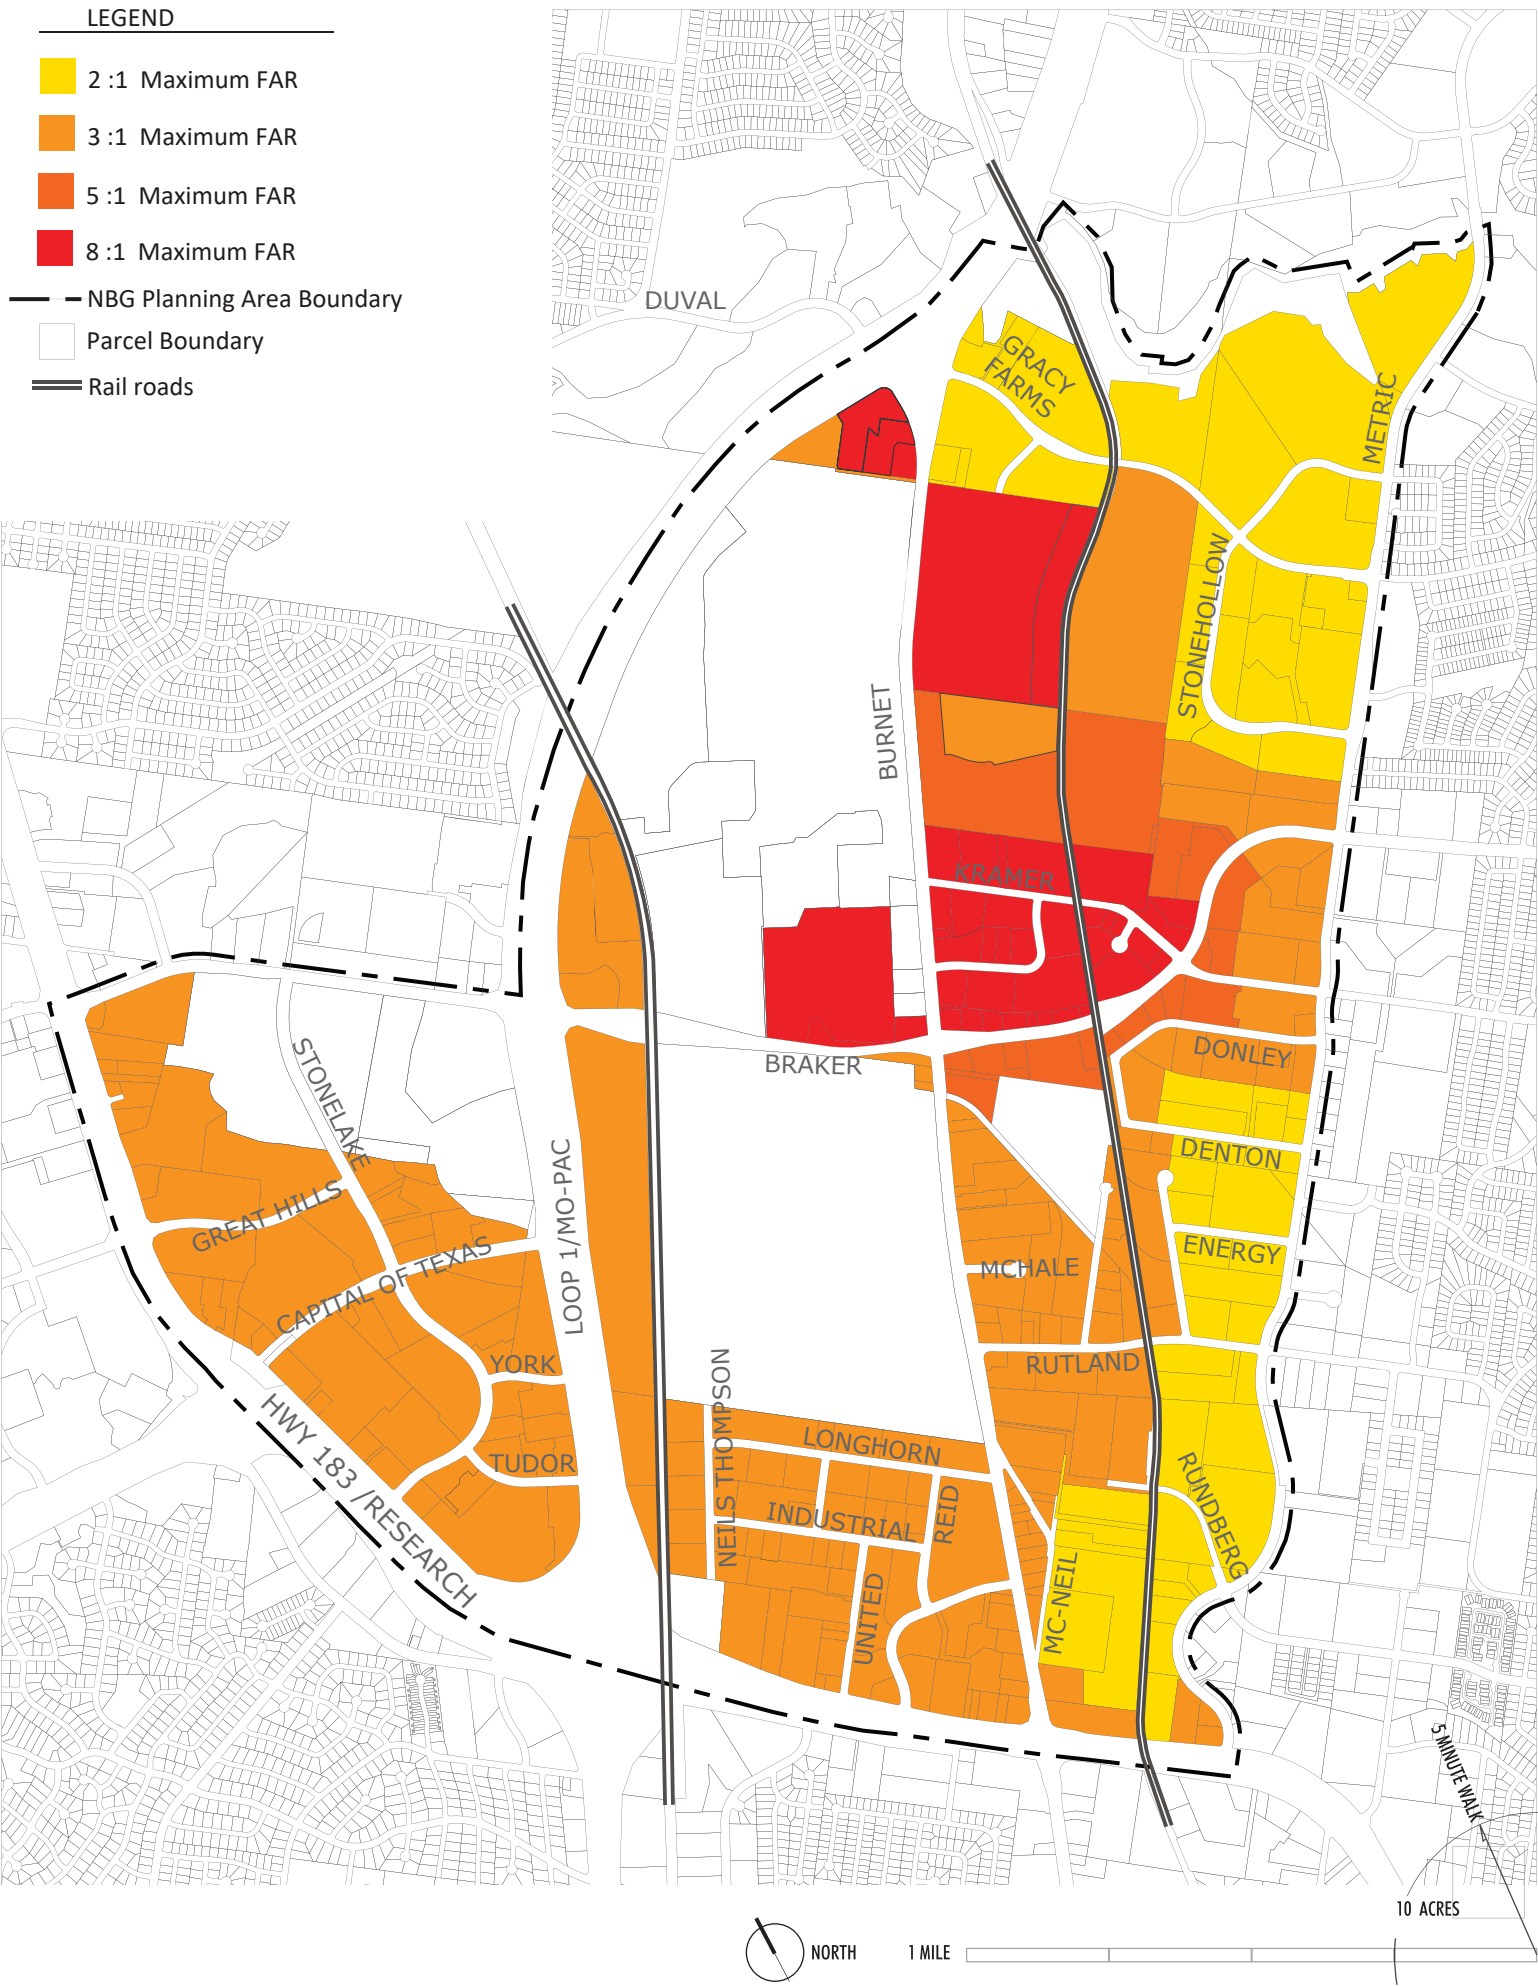 LEGEND
2 :1 Maximum FAR
3 :1 Maximum FAR
5 :1 Maximum FAR
8 :1 Maximum FAR
NBG Planning Area Boundary
Parcel Boundary
Rail roads
DUVAL
GRACY
FARMS
METRIC
STONEHOLLOW
BURNET
KRAMER
BRAKER
DONLEY
STONELAKE
DENTON
GREAT HILLS
LOOP 1/MO-PAC
CAPITAL OF TEXAS
ENERGY
MCHALE
YORK
RUTLAND
HWY 183 /RESEARCH
NEILS THOMPSON
LONGHORN
TUDOR
INDUSTRIAL
REID
RUNDBERG
UNITED
MC-NEIL
5 MINUTE WALK
10 ACRES
NORTH
1 MILE